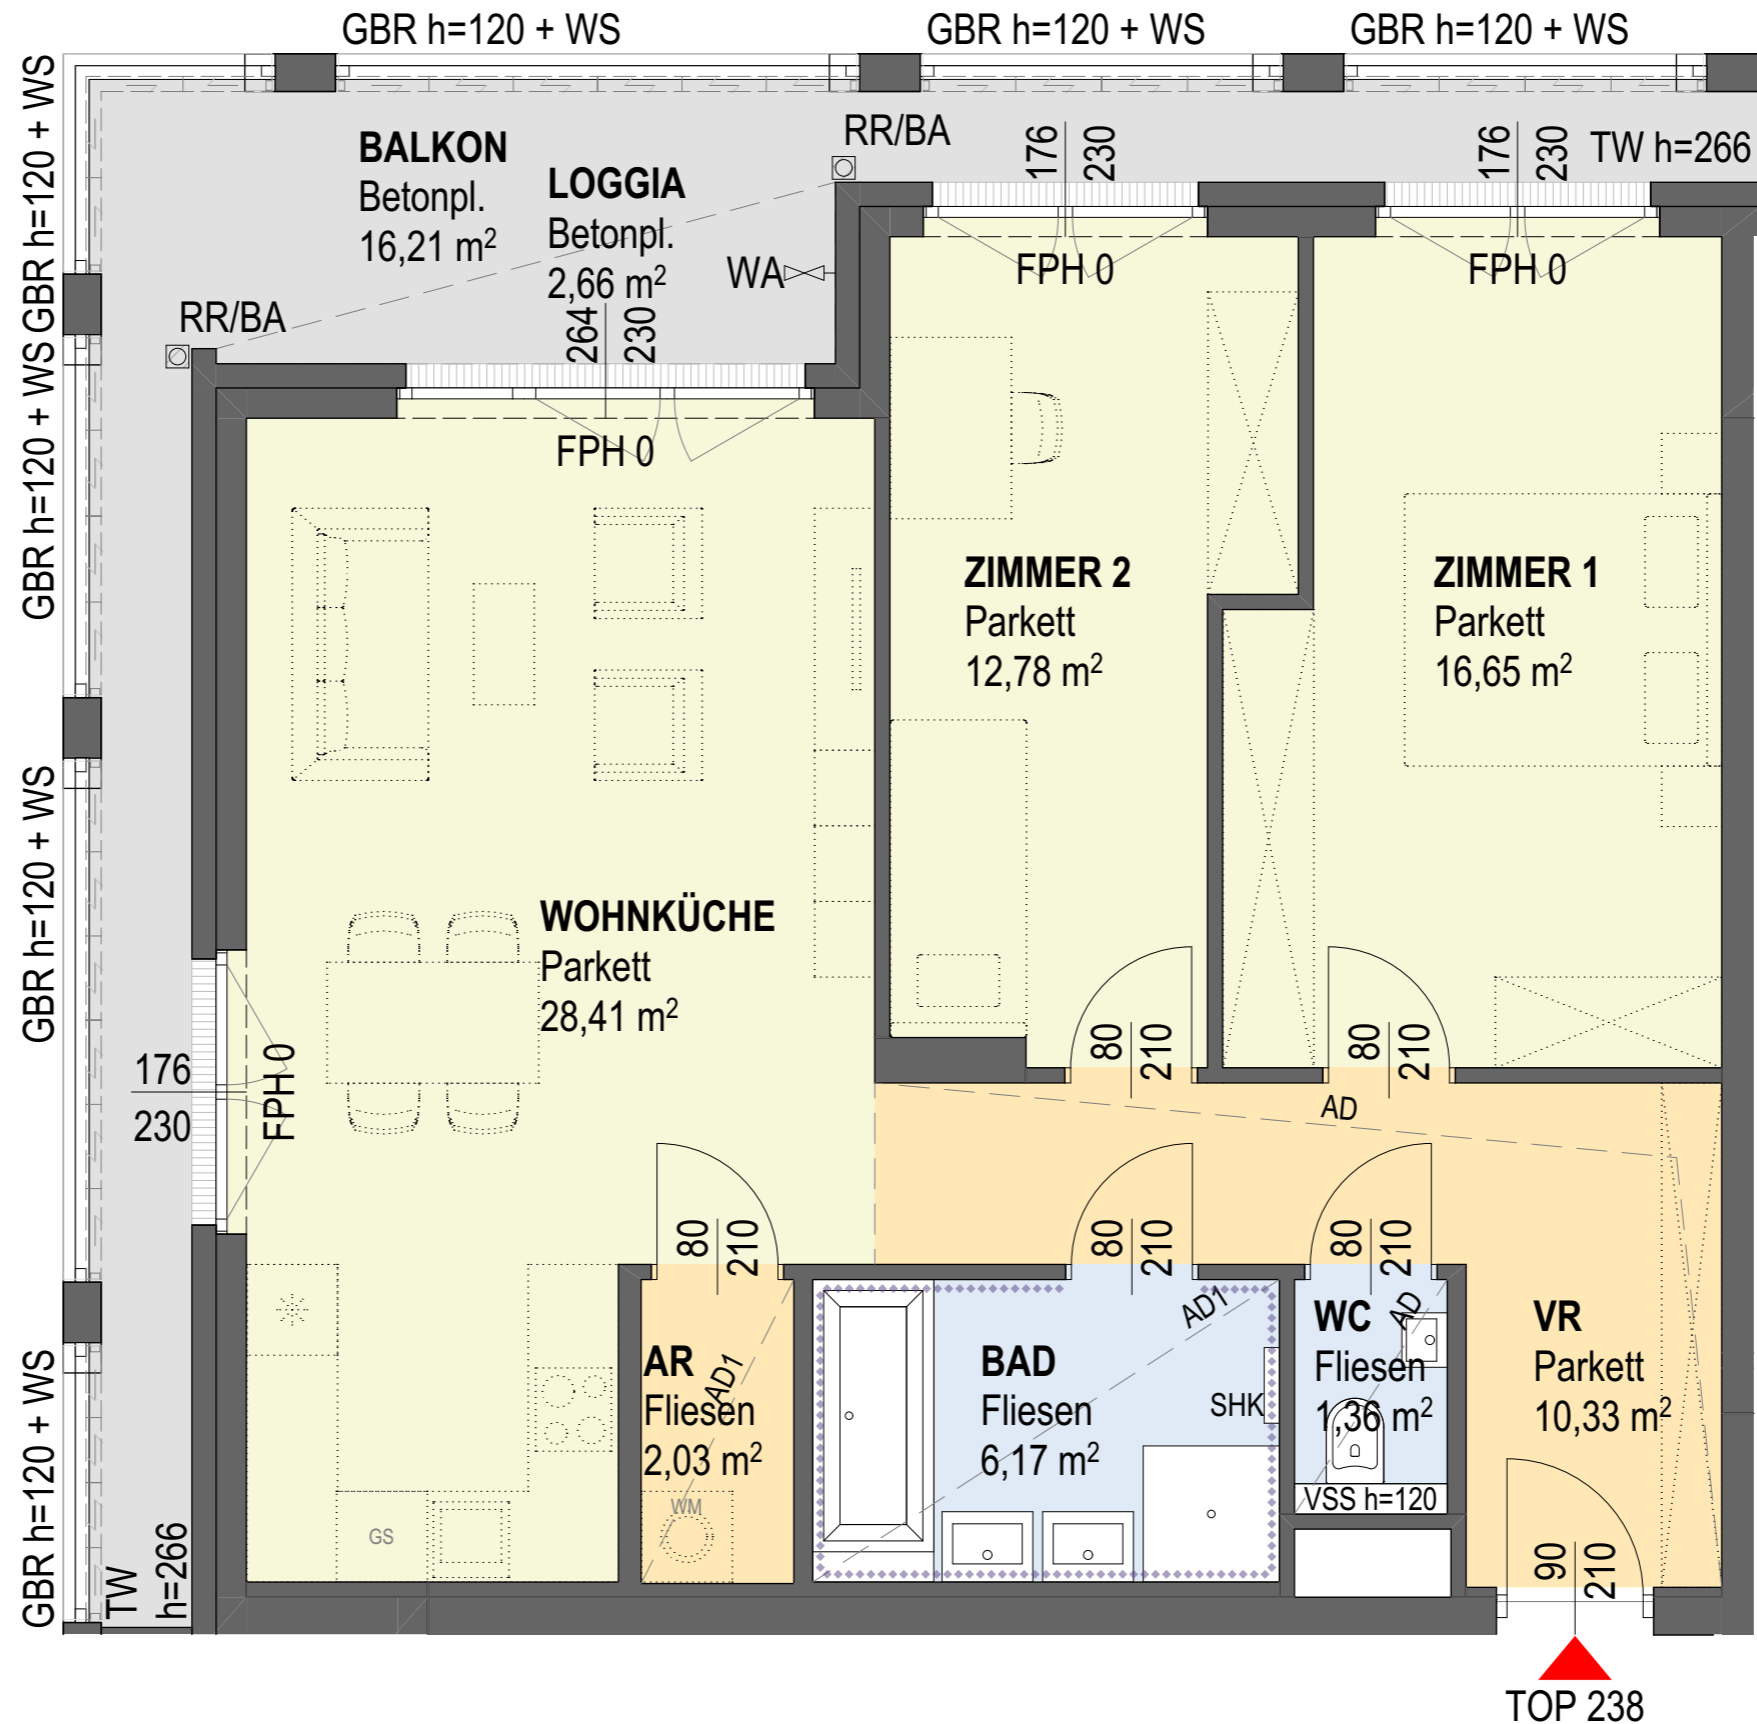 GBR h=120 + WS
GBR h=120 + WS
GBR h=120 + WS
GBR h=120 + WS
GBR h=120 + WS
GBR h=120 + WS
GBR h=120 + WS
BALKON
Betonpl.
16,21 m²
LOGGIA
Betonpl.
2,66 m²
RR/BA
RR/BA
WA
176
230
176
230
TW h=266
264
230
FPH 0
FPH 0
FPH 0
ZIMMER 2
Parkett
12,78 m²
ZIMMER 1
Parkett
16,65 m²
WOHNKÜCHE
Parkett
28,41 m²
176
230
FPH 0
80
210
80
210
AD
80
210
80
210
80
210
AR
Fliesen
2,03 m²
AD1
WM
GS
BAD
Fliesen
6,17 m²
AD1
SHK
WC
Fliesen
1,36 m²
AD
VSS h=120
VR
Parkett
10,33 m²
90
210
TW
h=266
TOP 238